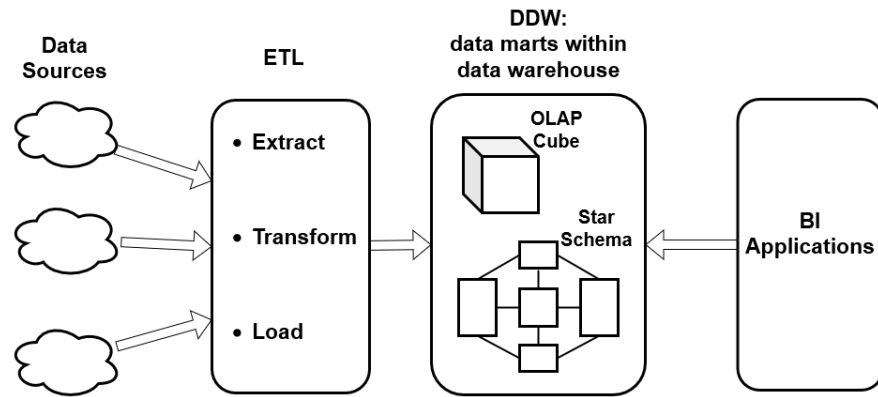 Data
Sources
ETL
DDW:
data marts within
data warehouse
• Extract
• Transform
• Load
OLAP
Cube
Star
Schema
BI
Applications